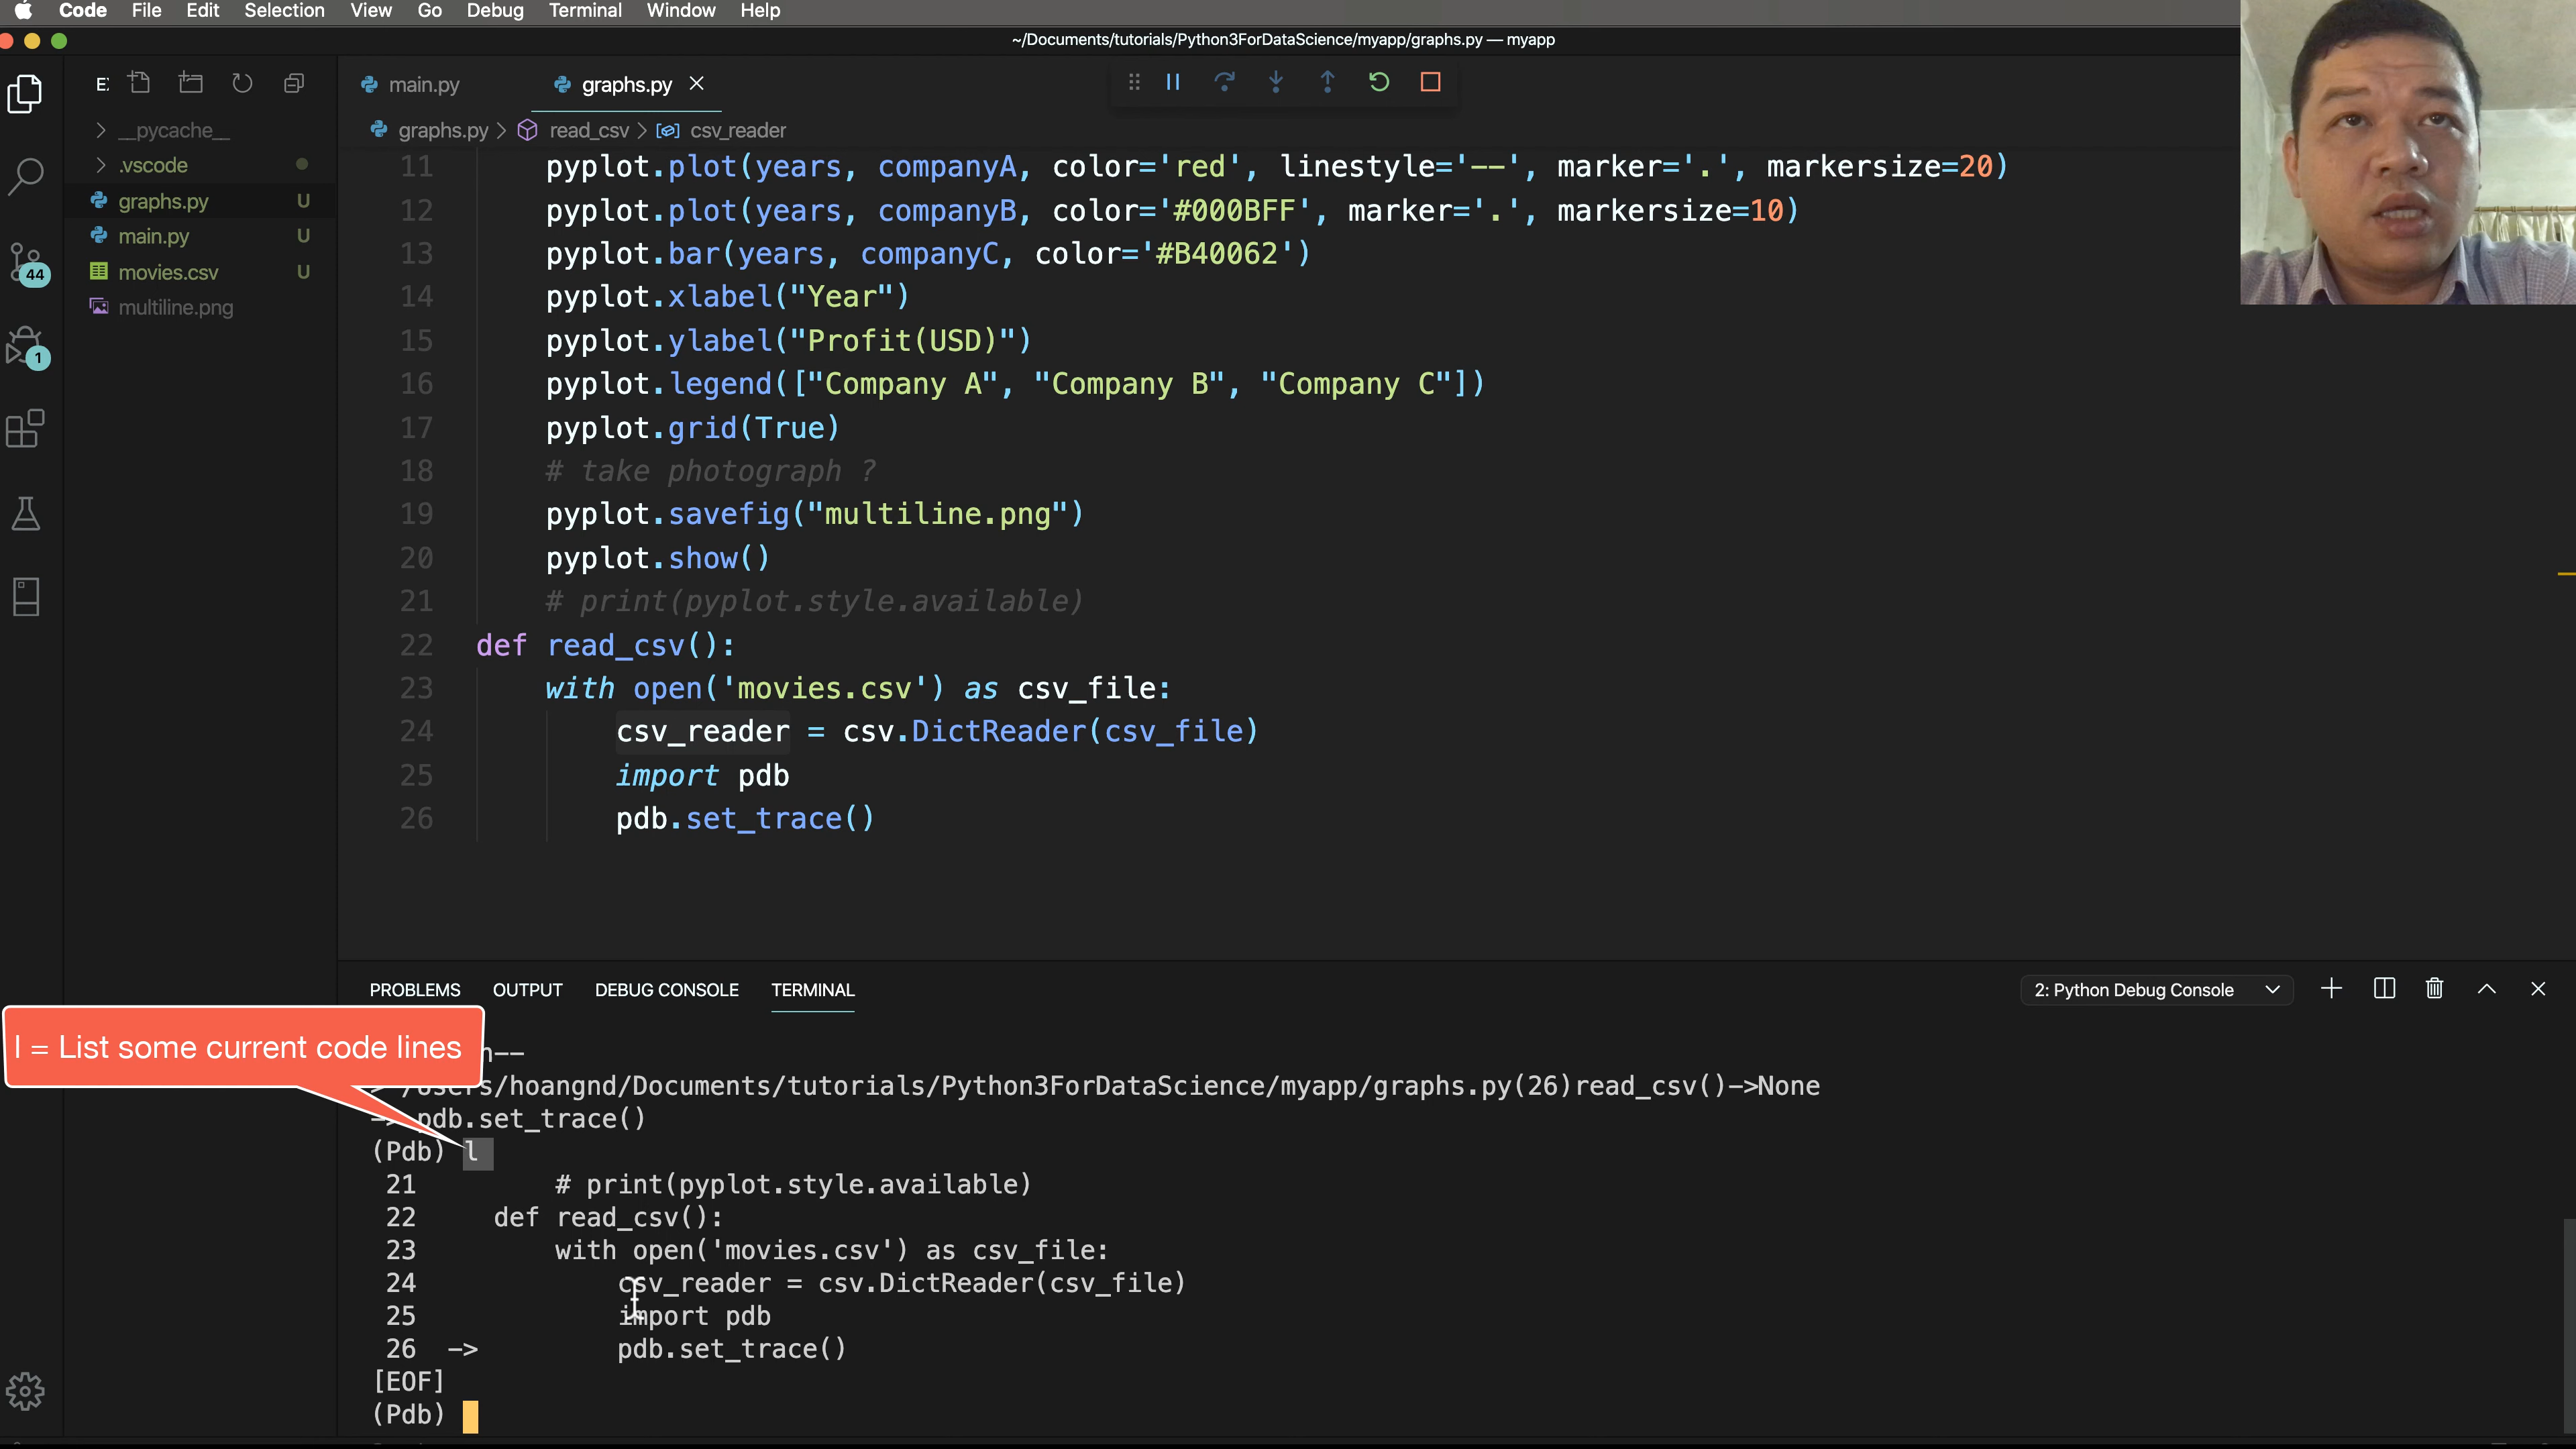 Code File Edit Selection View Go Debug Terminal Window Help
~/Documents/tutorials/Python3ForDataScience/myapp/graphs.py — myapp
main.py
graphs.py
graphs.py > read_csv > csv_reader
__pycache__
.vscode
graphs.py U
main.py U
movies.csv U
multiline.png
44
1
11 pyplot.plot(years, companyA, color='red', linestyle='--', marker='.', markersize=20)
12 pyplot.plot(years, companyB, color='#000BFF', marker='.', markersize=10)
13 pyplot.bar(years, companyC, color='#B40062')
14 pyplot.xlabel("Year")
15 pyplot.ylabel("Profit(USD)")
16 pyplot.legend(["Company A", "Company B", "Company C"])
17 pyplot.grid(True)
18 # take photograph ?
19 pyplot.savefig("multiline.png")
20 pyplot.show()
21 # print(pyplot.style.available)
22 def read_csv():
23 with open('movies.csv') as csv_file:
24 csv_reader = csv.DictReader(csv_file)
25 import pdb
26 pdb.set_trace()
PROBLEMS OUTPUT DEBUG CONSOLE TERMINAL
2: Python Debug Console
l = List some current code lines
/Users/hoangnd/Documents/tutorials/Python3ForDataScience/myapp/graphs.py(26)read_csv()->None
-> pdb.set_trace()
(Pdb) l
21 # print(pyplot.style.available)
22 def read_csv():
23 with open('movies.csv') as csv_file:
24 csv_reader = csv.DictReader(csv_file)
25 import pdb
26 -> pdb.set_trace()
[EOF]
(Pdb)